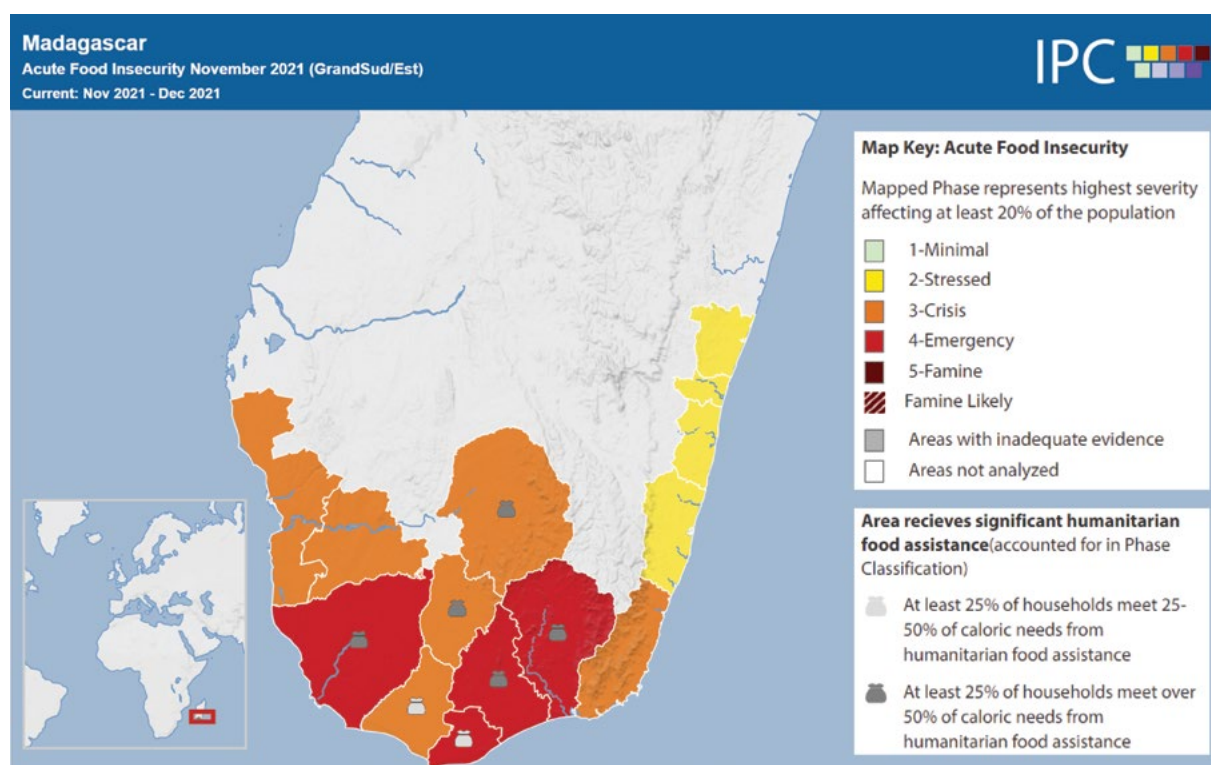 Madagascar
Acute Food Insecurity November 2021 (GrandSud/Est)
Current: Nov 2021 - Dec 2021
IPC
Map Key: Acute Food Insecurity
Mapped Phase represents highest severity
affecting at least 20% of the population
1-Minimal
2-Stressed
3-Crisis
4-Emergency
5-Famine
Famine Likely
Areas with inadequate evidence
Areas not analyzed
Area recieves significant humanitarian
food assistance(accounted for in Phase
Classification)
At least 25% of households meet 25-
50% of caloric needs from
humanitarian food assistance
At least 25% of households meet over
50% of caloric needs from
humanitarian food assistance